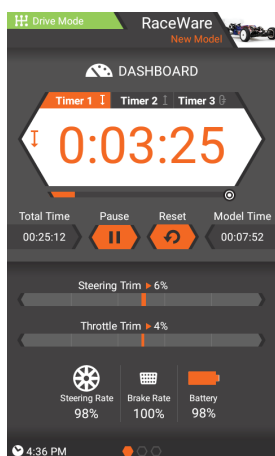 Drive Mode
RaceWare
New Model
DASHBOARD
Timer 1 Timer 2 Timer 3
0:03:25
Total Time Pause Reset Model Time
00:25:12 00:07:52
Steering Trim 6%
Throttle Trim 4%
Steering Rate Brake Rate Battery
98% 100% 98%
4:36 PM